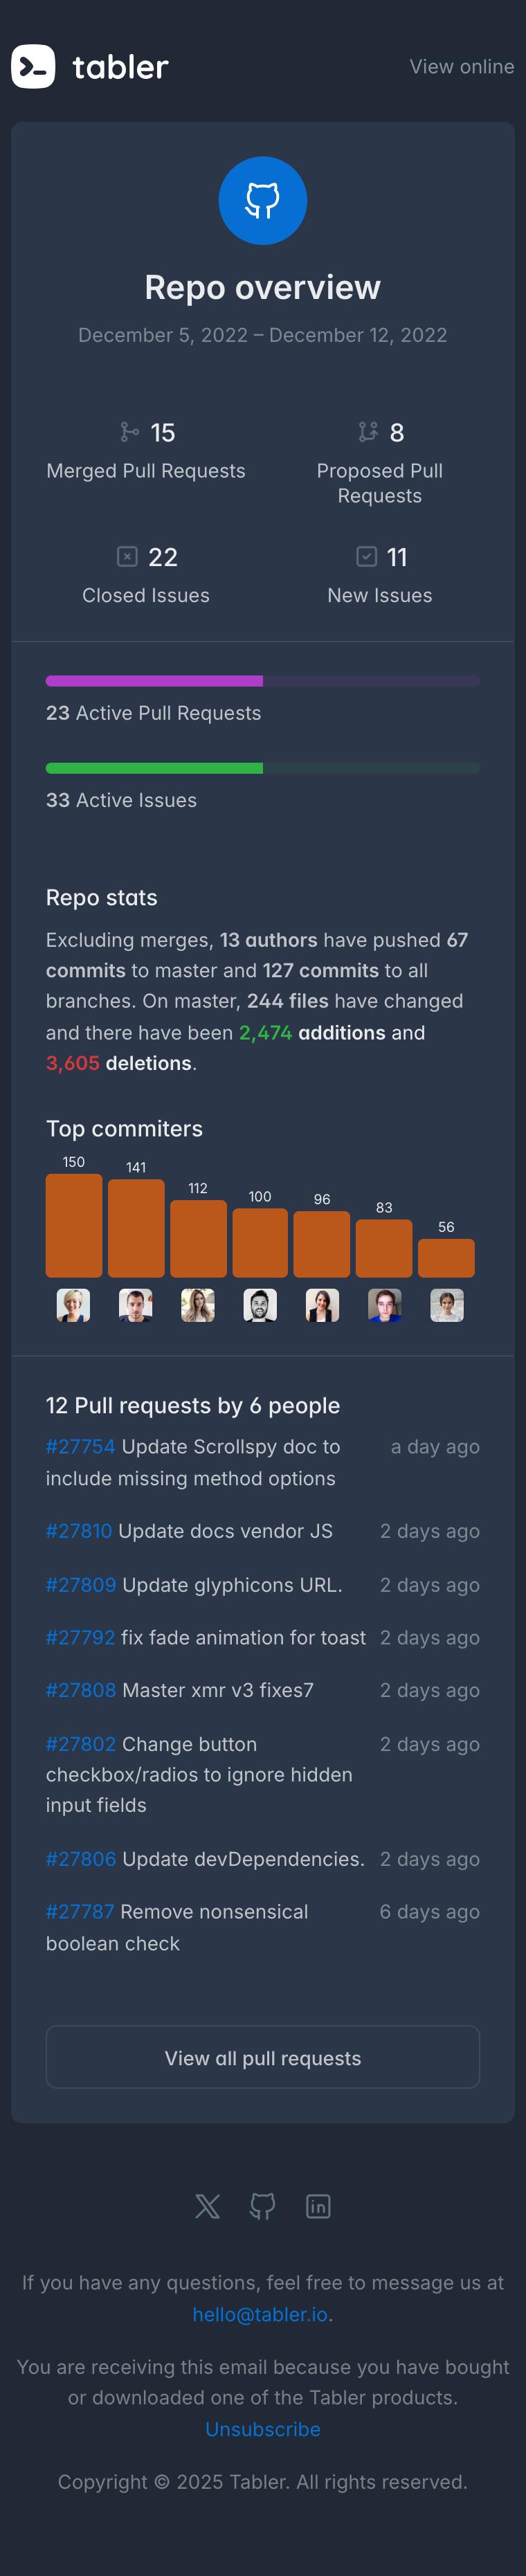 tabler
View online
Repo overview
December 5, 2022 – December 12, 2022
15
Merged Pull Requests
8
Proposed Pull
Requests
22
Closed Issues
11
New Issues
23 Active Pull Requests
33 Active Issues
Repo stats
Excluding merges, 13 authors have pushed 67
commits to master and 127 commits to all
branches. On master, 244 files have changed
and there have been 2,474 additions and
3,605 deletions.
Top commiters
150 141 112 100 96 83 56
12 Pull requests by 6 people
#27754 Update Scrollspy doc to
include missing method options
a day ago
#27810 Update docs vendor JS 2 days ago
#27809 Update glyphicons URL. 2 days ago
#27792 fix fade animation for toast 2 days ago
#27808 Master xmr v3 fixes7 2 days ago
#27802 Change button
checkbox/radios to ignore hidden
input fields
2 days ago
#27806 Update devDependencies. 2 days ago
#27787 Remove nonsensical
boolean check
6 days ago
View all pull requests
If you have any questions, feel free to message us at
hello@tabler.io.
You are receiving this email because you have bought
or downloaded one of the Tabler products.
Unsubscribe
Copyright © 2025 Tabler. All rights reserved.